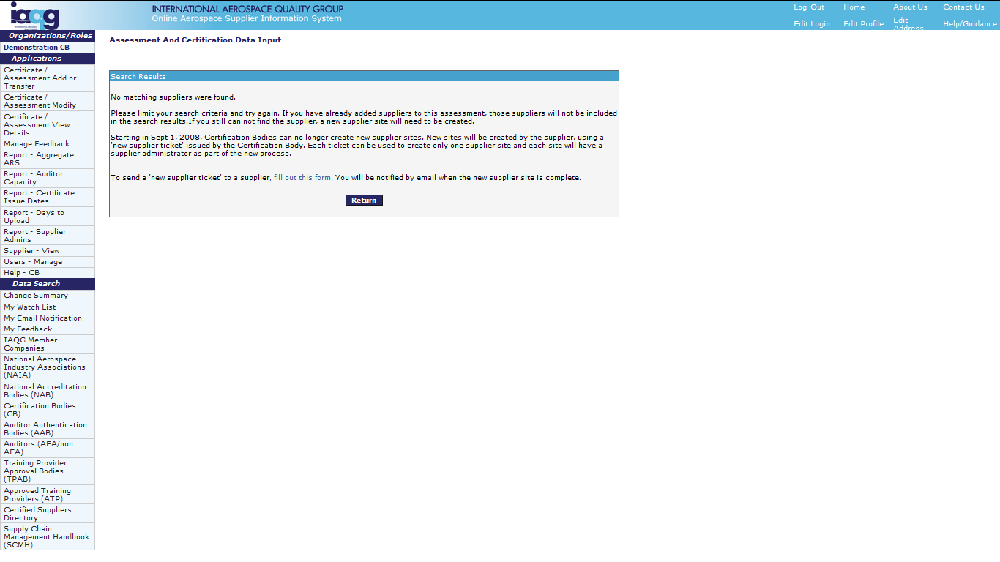 iaqg
INTERNATIONAL AEROSPACE QUALITY GROUP
Online Aerospace Supplier Information System
Log-Out
Home
About Us
Contact Us
Edit Login
Edit Profile
Edit
Address
Help/Guidance
Organizations/Roles
Demonstration CB
Applications
Certificate /
Assessment Add or
Transfer
Certificate /
Assessment Modify
Certificate /
Assessment View
Details
Manage Feedback
Report - Aggregate
ARS
Report - Auditor
Capacity
Report - Certificate
Issue Dates
Report - Days to
Upload
Report - Supplier
Admins
Supplier - View
Users - Manage
Help - CB
Data Search
Change Summary
My Watch List
My Email Notification
My Feedback
IAQG Member
Companies
National Aerospace
Industry Associations
(NAIA)
National Accreditation
Bodies (NAB)
Certification Bodies
(CB)
Auditor Authentication
Bodies (AAB)
Auditors (AEA/non
AEA)
Training Provider
Approval Bodies
(TPAB)
Approved Training
Providers (ATP)
Certified Suppliers
Directory
Supply Chain
Management Handbook
(SCMH)
Assessment And Certification Data Input
Search Results
No matching suppliers were found.
Please limit your search criteria and try again. If you have already added suppliers to this assessment, those suppliers will not be included
in the search results.If you still can not find the supplier, a new supplier site will need to be created.
Starting in Sept 1, 2008, Certification Bodies can no longer create new supplier sites. New sites will be created by the supplier, using a
'new supplier ticket' issued by the Certification Body. Each ticket can be used to create only one supplier site and each site will have a
supplier administrator as part of the new process.
To send a 'new supplier ticket' to a supplier, fill out this form. You will be notified by email when the new supplier site is complete.
Return